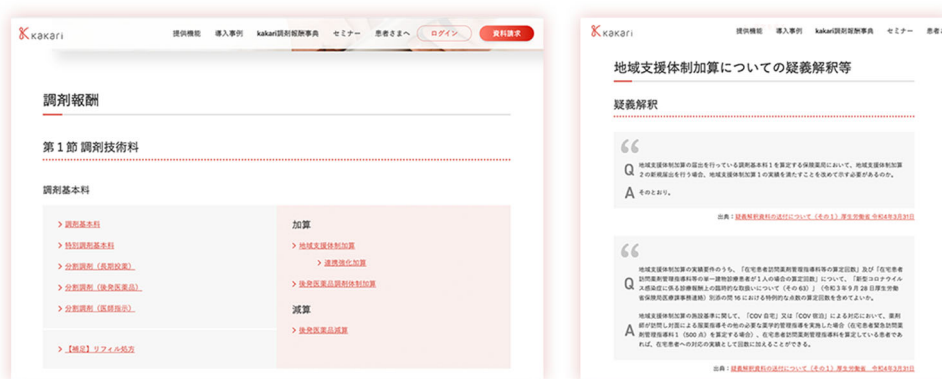 kakari
提供機能 導入事例 kakari調剤報酬事典 セミナー 患者さまへ ログイン 資料請求
調剤報酬
第1節 調剤技術料
調剤基本料
> 調剤基本料
> 特別調剤基本料
> 分割調剤（長期投薬）
> 分割調剤（後発医薬品）
> 分割調剤（医師指示）
> 【補足】リフィル処方
加算
> 地域支援体制加算
> 連携強化加算
> 後発医薬品調剤体制加算
減算
> 後発医薬品減算
kakari
提供機能 導入事例 kakari調剤報酬事典 セミナー 患者さ
地域支援体制加算についての疑義解釈等
疑義解釈
Q 地域支援体制加算の届出を行っている調剤基本料1を算定する保険薬局において、地域支援体制加算
2の新規届出を行う場合、地域支援体制加算1の実績を満たすことを改めて示す必要があるのか。
A そのとおり。
出典：疑義解釈資料の送付について（その1）厚生労働省 令和4年3月31日
Q 地域支援体制加算の実績要件のうち、「在宅患者訪問薬剤管理指導料等の算定回数」及び「在宅患者
訪問薬剤管理指導料等の単一建物診療患者が1人の場合の算定回数」について、「新型コロナウイル
ス感染症に係る診療報酬上の臨時的な取扱いについて（その63）」（令和3年9月28日厚生労働
省保険局医療課事務連絡）別添の問16における特例的な点数の算定回数を含めてよいか。
A 地域支援体制加算の施設基準に関して、「COV自宅」又は「COV宿泊」による対応において、薬剤
師が訪問し対面による服薬指導その他の必要な薬学的管理指導を実施した場合（在宅患者緊急訪問薬
剤管理指導料1（500点）を算定する場合）、在宅患者訪問薬剤管理指導料を算定している患者であ
れば、在宅患者への対応の実績として回数に加えることができる。
出典：疑義解釈資料の送付について（その1）厚生労働省 令和4年3月31日